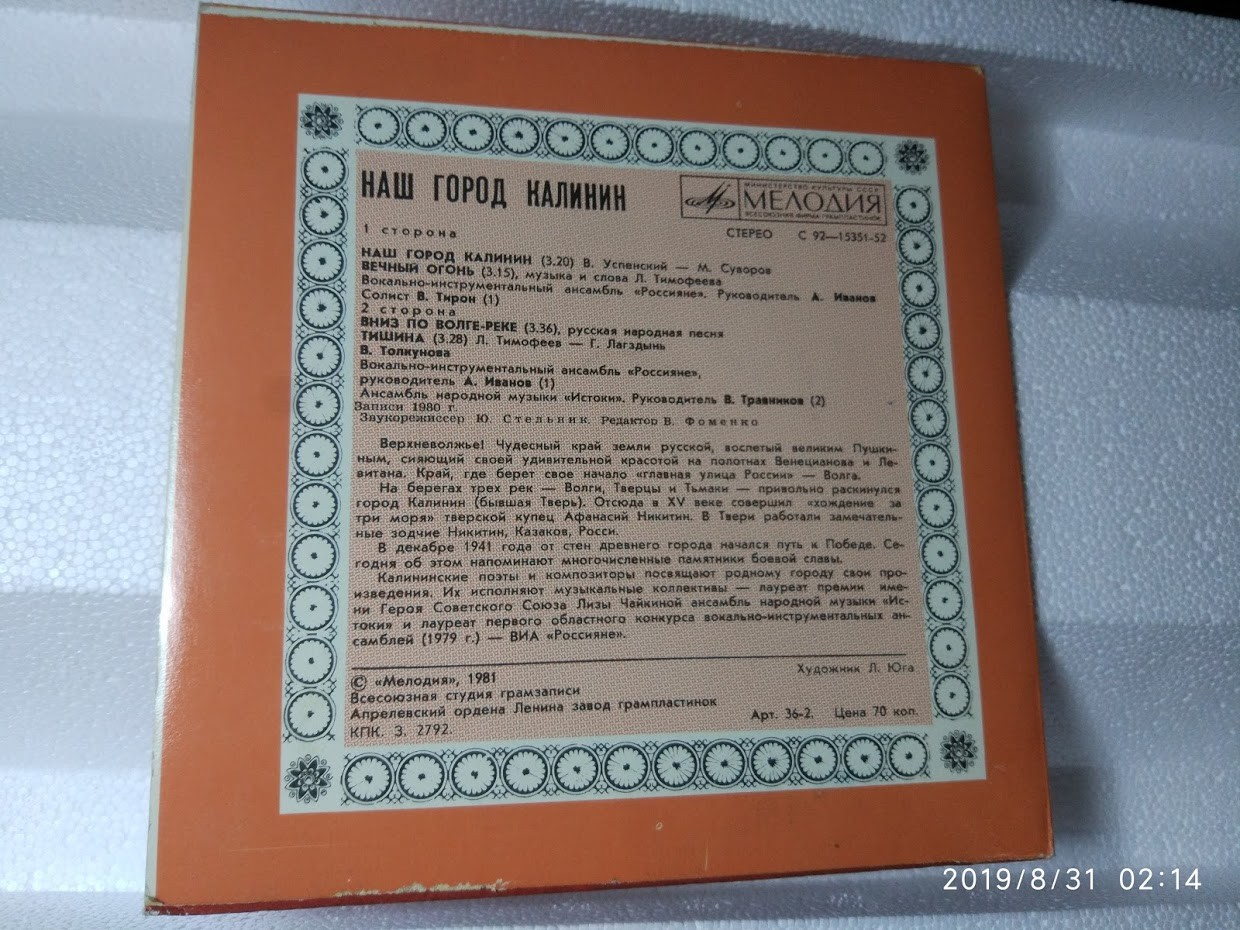 НАШ ГОРОД КАЛИНИН
МИНИСТЕРСТВО КУЛЬТУРЫ СССР
МЕЛОДИЯ
ВСЕСОЮЗНАЯ ФИРМА ГРАМПЛАСТИНОК
СТЕРЕО С 92—15351-52
1 сторона
НАШ ГОРОД КАЛИНИН (3.20) В. Успенский — М. Суворов
ВЕЧНЫЙ ОГОНЬ (3.15), музыка и слова Л. Тимофеева
Вокально-инструментальный ансамбль «Россияне». Руководитель А. Иванов
Солист В. Тирон (1)
2 сторона
ВНИЗ ПО ВОЛГЕ-РЕКЕ (3.36), русская народная песня
ТИШИНА (3.28) Л. Тимофеев — Г. Лагздынь
В. Толкунова
Вокально-инструментальный ансамбль «Россияне»,
руководитель А. Иванов (1)
Ансамбль народной музыки «Истоки». Руководитель В. Травников (2)
Записи 1980 г.
Звукорежиссер Ю. Стельник. Редактор В. Фоменко
Верхневолжье! Чудесный край земли русской, воспетый великим Пушки-
ным, сияющий своей удивительной красотой на полотнах Венецианова и Ле-
витана. Край, где берет свое начало «главная улица России» — Волга.
На берегах трех рек — Волги, Тверцы и Тьмаки — привольно раскинулся
город Калинин (бывшая Тверь). Отсюда в XV веке совершил «хождение за
три моря» тверской купец Афанасий Никитин. В Твери работали замечатель-
ные зодчие Никитин, Казаков, Росси.
В декабре 1941 года от стен древнего города начался путь к Победе. Се-
годня об этом напоминают многочисленные памятники боевой славы.
Калининские поэты и композиторы посвящают родному городу свои про-
изведения. Их исполняют музыкальные коллективы — лауреат премии име-
ни Героя Советского Союза Лизы Чайкиной ансамбль народной музыки «Ис-
токи» и лауреат первого областного конкурса вокально-инструментальных ан-
самблей (1979 г.) — ВИА «Россияне».
Художник Л. Юга
© «Мелодия», 1981
Всесоюзная студия грамзаписи
Апрелевский ордена Ленина завод грампластинок
Арт. 36-2. Цена 70 коп.
КПК. З. 2792.
2019/8/31 02:14